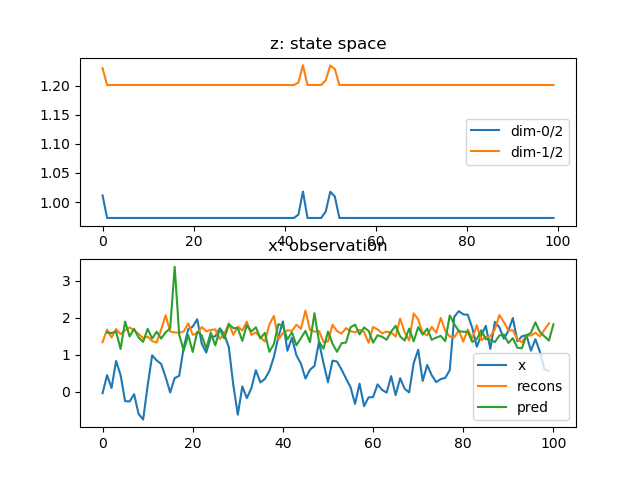 z: state space
1.20
1.15
1.10
1.05
1.00
dim-0/2
dim-1/2
0 20 40 60 80 100
x: observation
3
2
1
0
x
recons
pred
0 20 40 60 80 100